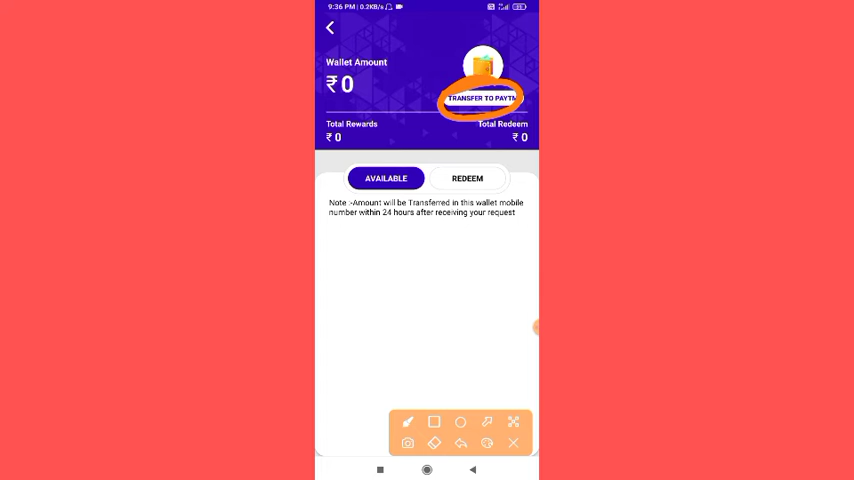 9:36 PM | 0.2KB/s
Wallet Amount
₹0
TRANSFER TO PAYTM
Total Rewards
₹ 0
Total Redeem
₹ 0
AVAILABLE
REDEEM
Note :-Amount will be Transferred in this wallet mobile
number within 24 hours after receiving your request